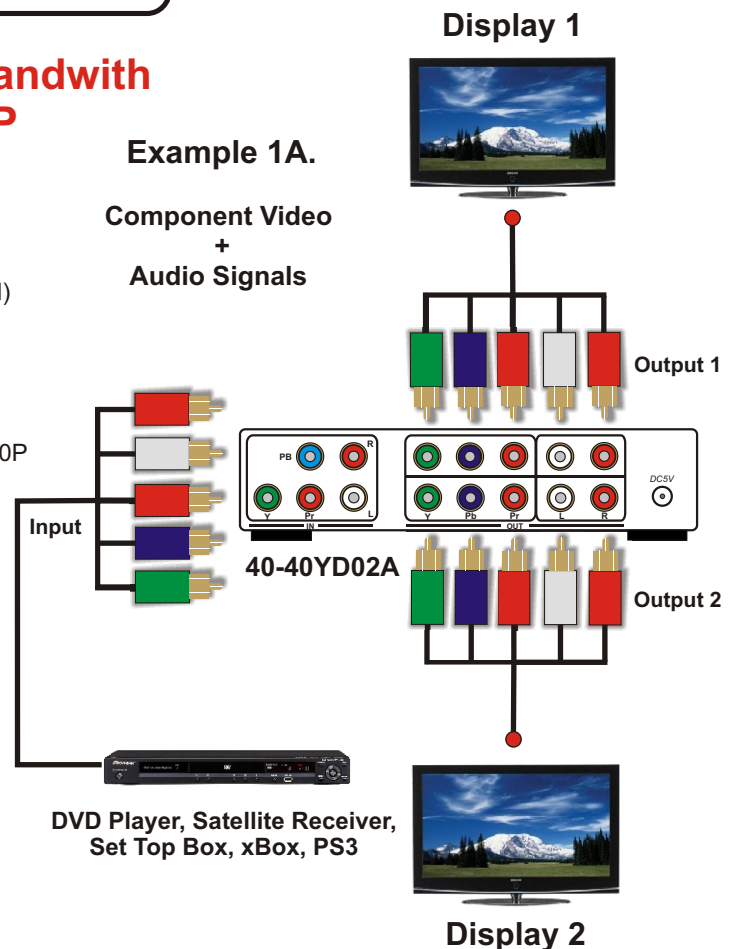 Display 1
andwith
P
Example 1A.
Component Video
+
Audio Signals
)
Output 1
0P
PB
R
DC5V
Input
Y
Pr
L
Y
Pb
Pr
L
R
IN
OUT
40-40YD02A
Output 2
Pioneer
DVD Player, Satellite Receiver,
Set Top Box, xBox, PS3
Display 2